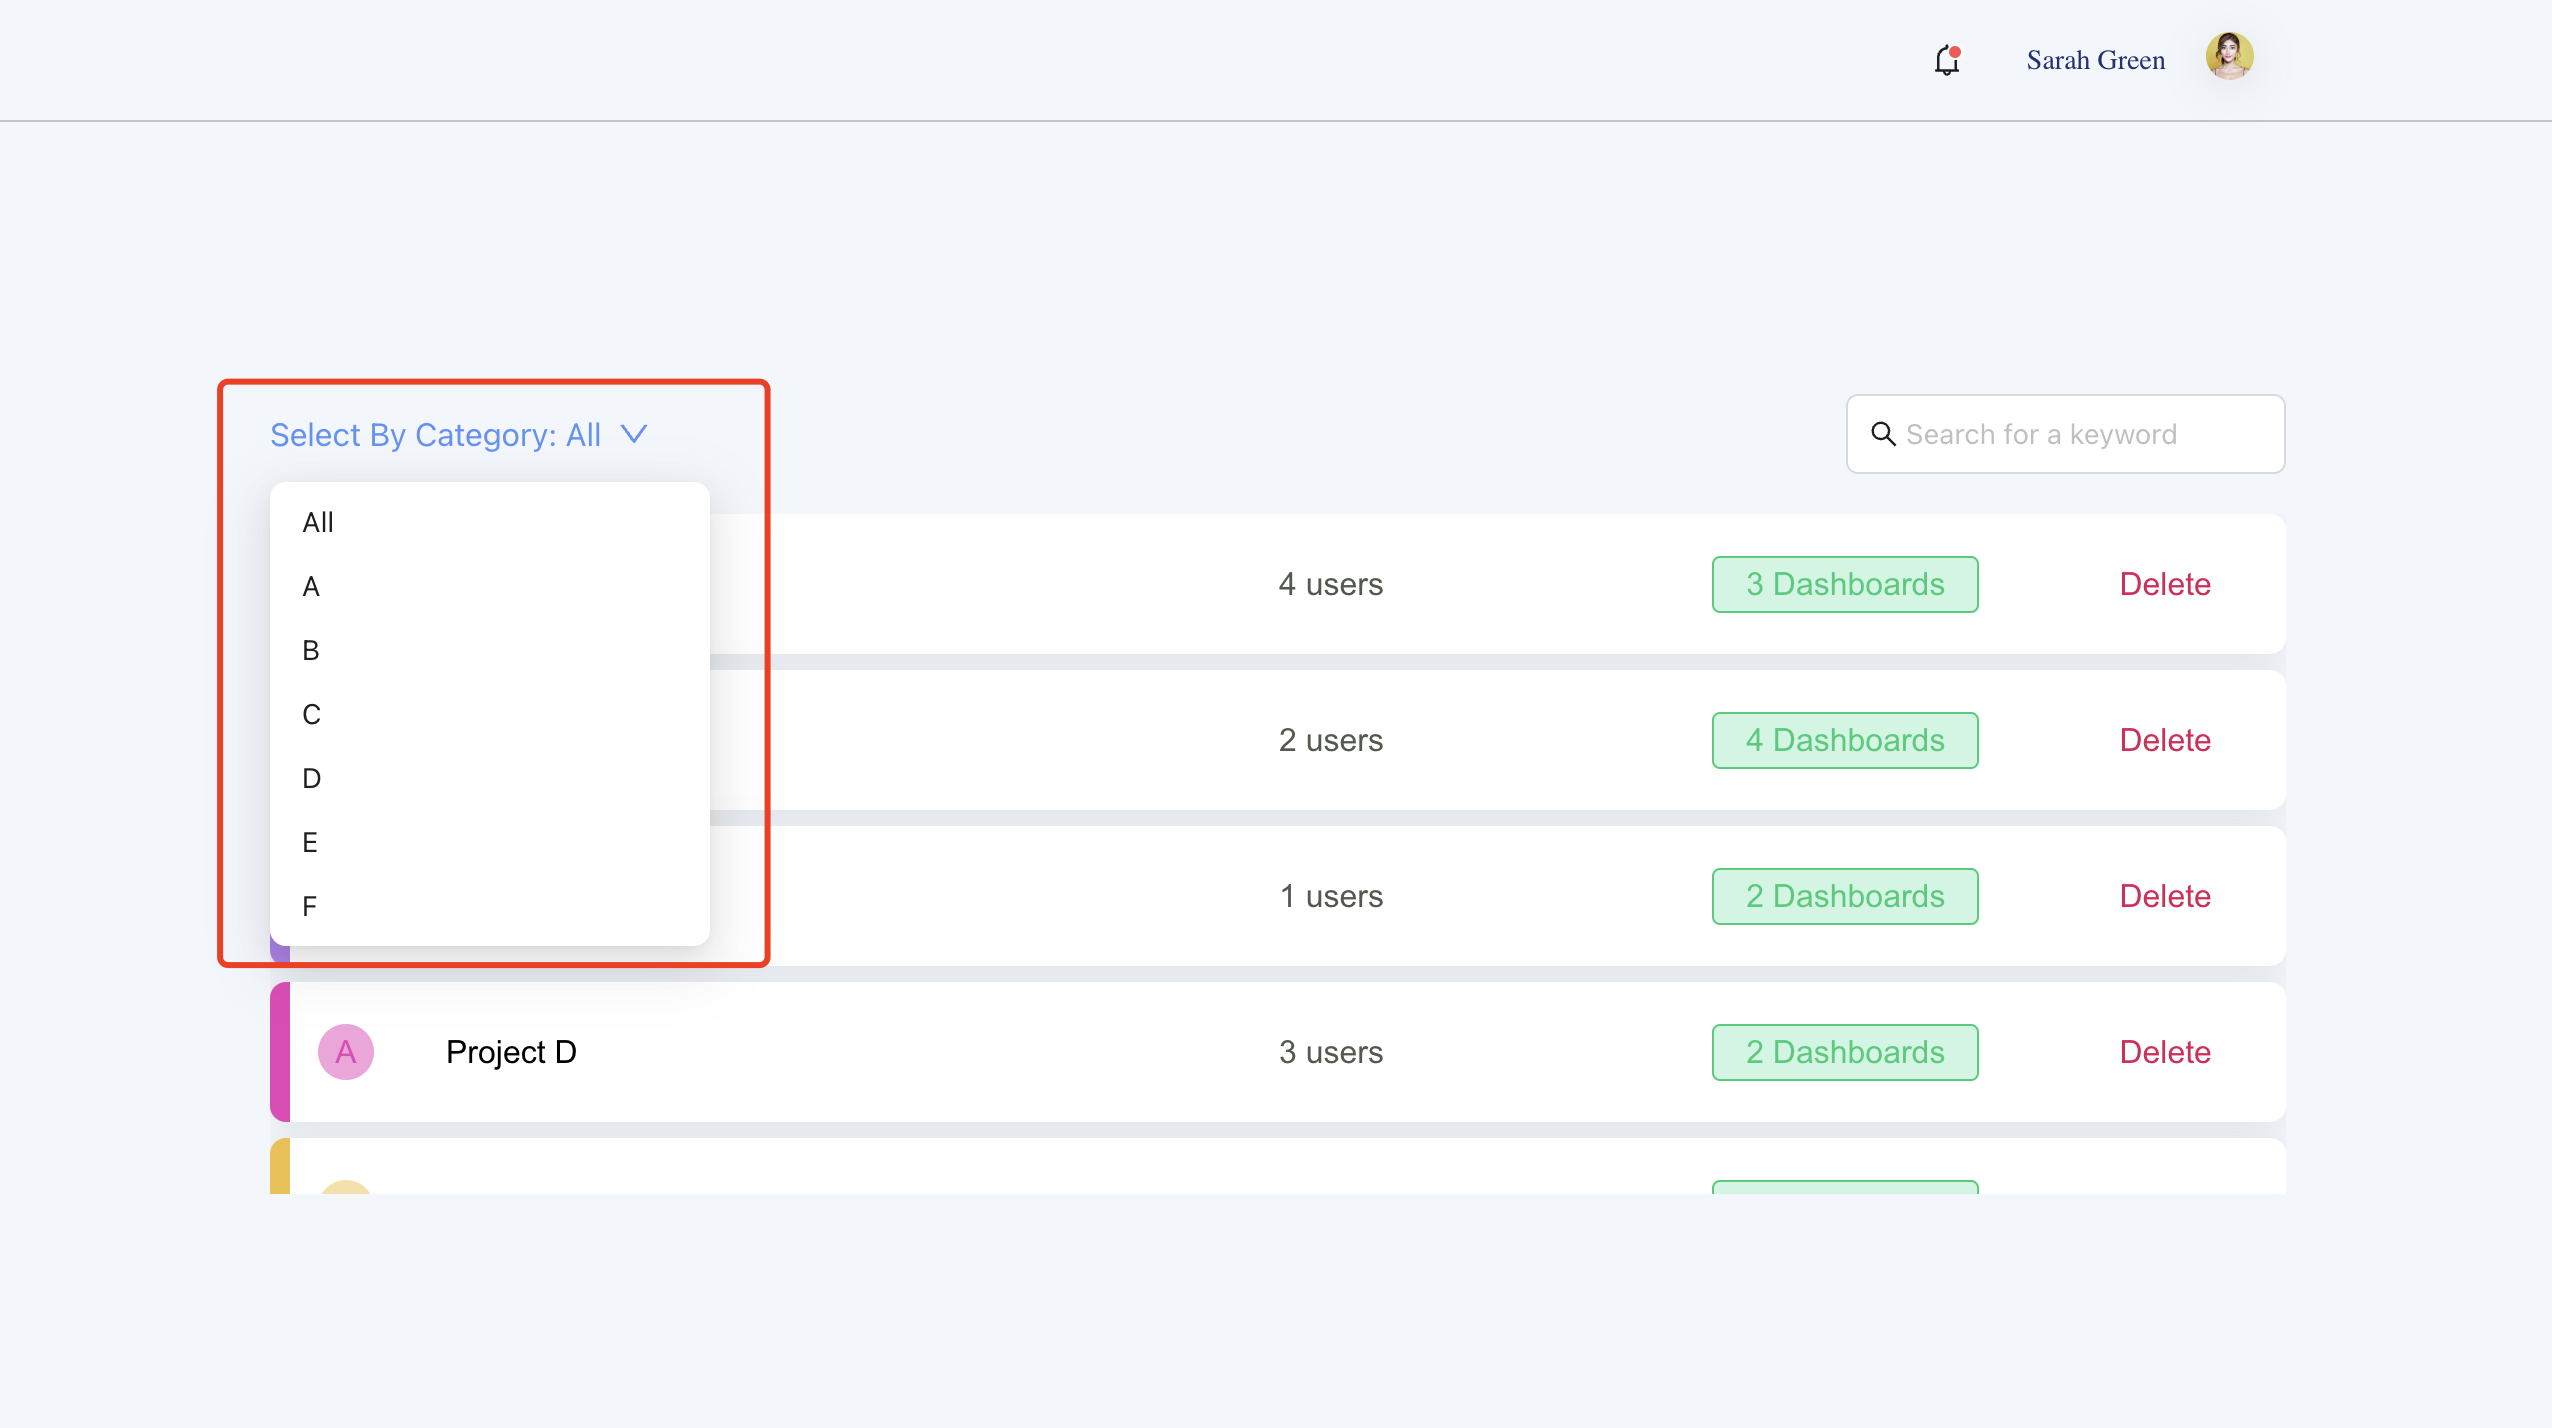 Sarah Green
Select By Category: All
Search for a keyword
All
A
B
C
D
E
F
4 users
3 Dashboards
Delete
2 users
4 Dashboards
Delete
1 users
2 Dashboards
Delete
A
Project D
3 users
2 Dashboards
Delete